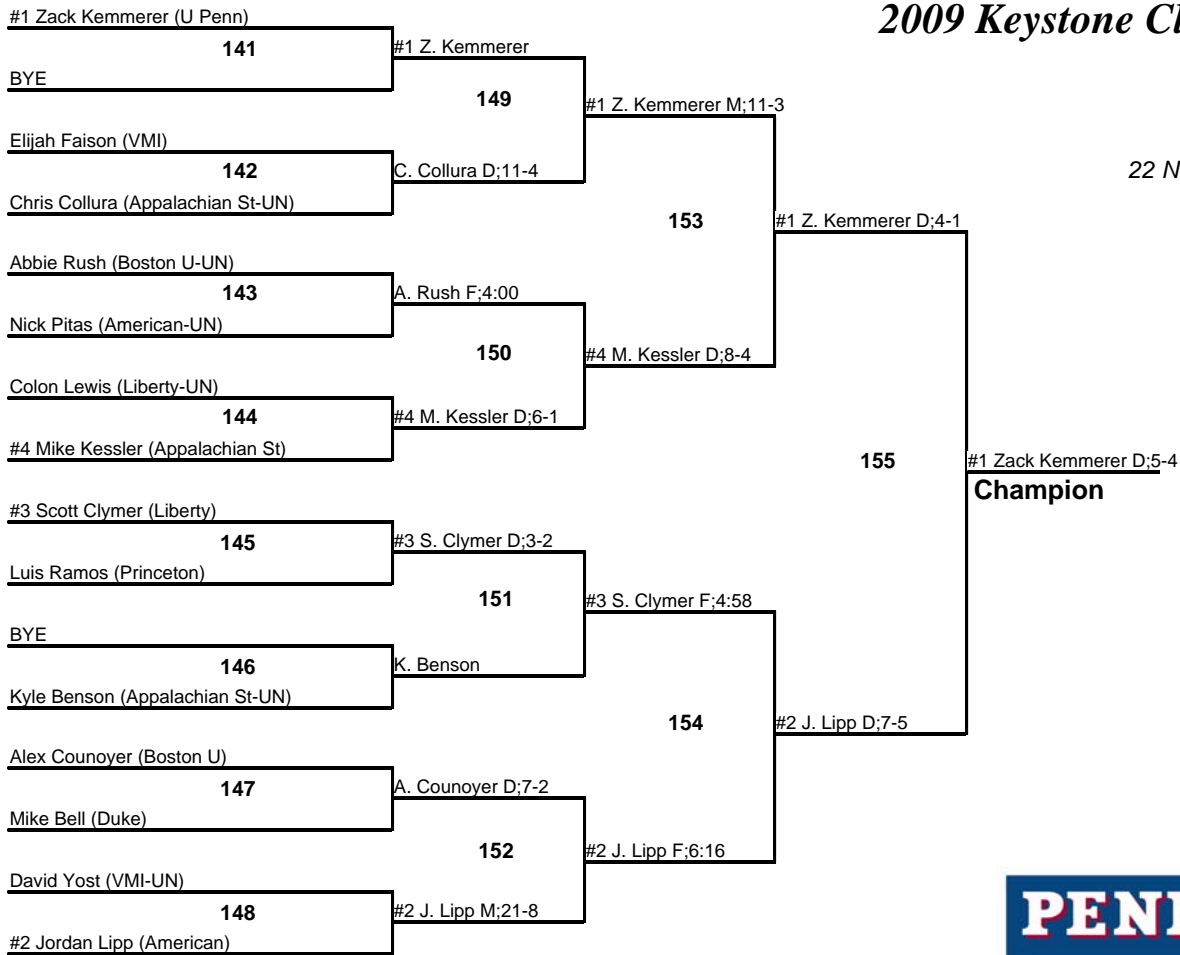 2009 Keystone Cl
22 N
#1 Zack Kemmerer (U Penn)
141
BYE
Elijah Faison (VMI)
142
Chris Collura (Appalachian St-UN)
Abbie Rush (Boston U-UN)
143
Nick Pitas (American-UN)
Colon Lewis (Liberty-UN)
144
#4 Mike Kessler (Appalachian St)
#3 Scott Clymer (Liberty)
145
Luis Ramos (Princeton)
BYE
146
Kyle Benson (Appalachian St-UN)
Alex Counoyer (Boston U)
147
Mike Bell (Duke)
David Yost (VMI-UN)
148
#2 Jordan Lipp (American)
#1 Z. Kemmerer
149
C. Collura D;11-4
A. Rush F;4:00
150
#4 M. Kessler D;6-1
#3 S. Clymer D;3-2
151
K. Benson
A. Counoyer D;7-2
152
#2 J. Lipp M;21-8
#1 Z. Kemmerer M;11-3
153
#4 M. Kessler D;8-4
#3 S. Clymer F;4:58
154
#2 J. Lipp F;6:16
#1 Z. Kemmerer D;4-1
155
#2 J. Lipp D;7-5
#1 Zack Kemmerer D;5-4
Champion